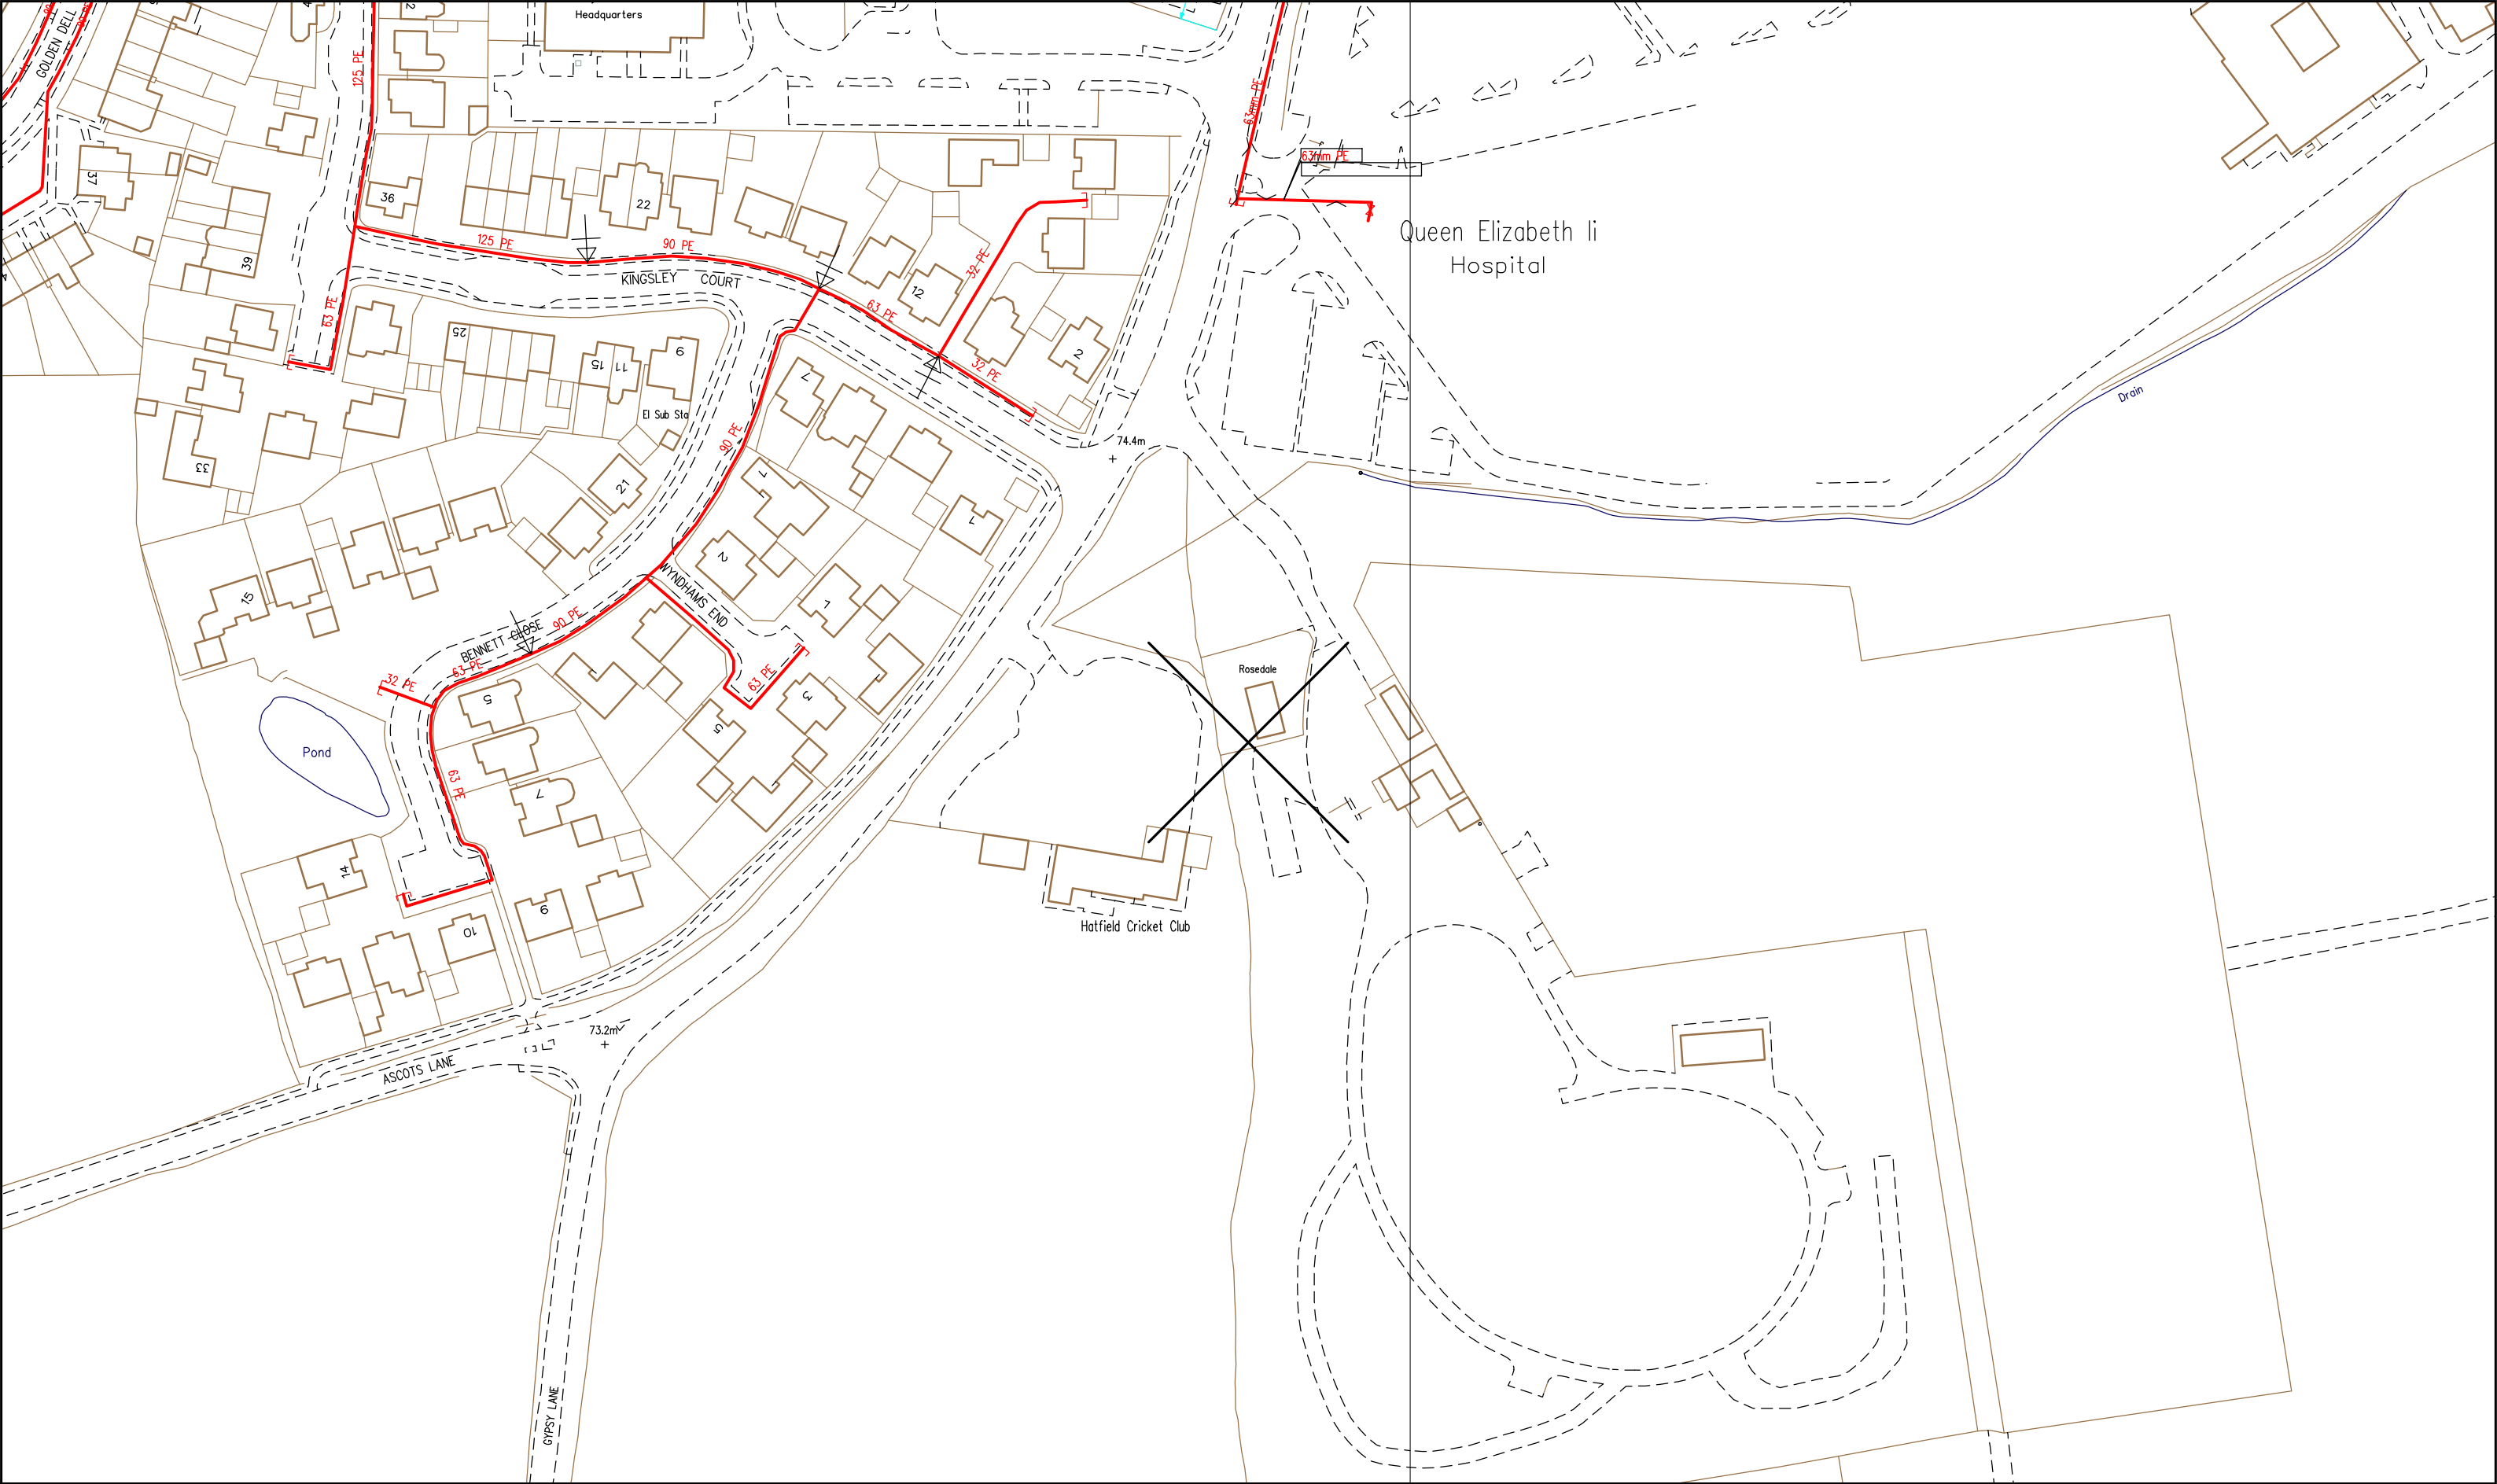 Headquarters
GOLDEN DELL
125 PE
63mm PE
63mm PE
37
36
22
39
125 PE
90 PE
KINGSLEY COURT
32 PE
12
63 PE
63 PE
32 PE
2
Queen Elizabeth Ii
Hospital
25
15
11
9
7
El Sub Sta
90 PE
74.4m
Drain
33
21
1
1
2
15
1
WYNDHAMS END
BENNETT CLOSE
90 PE
63 PE
32 PE
63 PE
5
3
5
Rosedale
Pond
63 PE
7
14
9
10
Hatfield Cricket Club
73.2m
ASCOTS LANE
GYPSY LANE